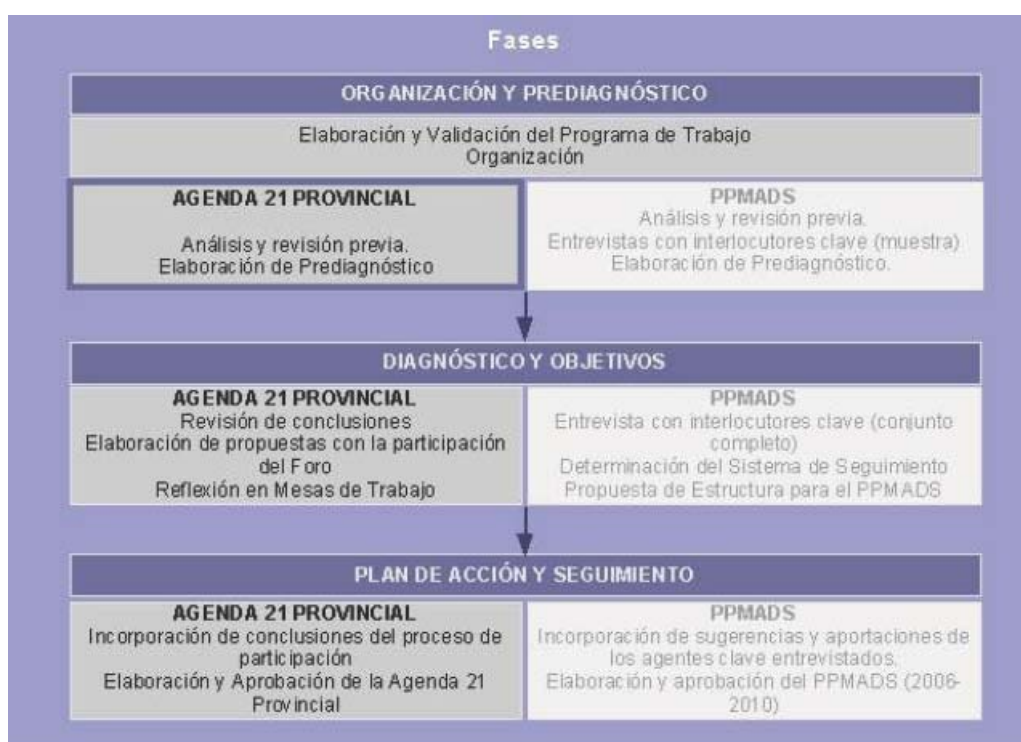 Fases
ORGANIZACIÓN Y PREDIAGNÓSTICO
Elaboración y Validación del Programa de Trabajo
Organización
AGENDA 21 PROVINCIAL
Análisis y revisión previa.
Elaboración de Prediagnóstico
PPMADS
Análisis y revisión previa.
Entrevistas con interlocutores clave (muestra)
Elaboración de Prediagnóstico.
DIAGNÓSTICO Y OBJETIVOS
AGENDA 21 PROVINCIAL
Revisión de conclusiones
Elaboración de propuestas con la participación
del Foro
Reflexión en Mesas de Trabajo
PPMADS
Entrevista con interlocutores clave (conjunto
completo)
Determinación del Sistema de Seguimiento
Propuesta de Estructura para el PPMADS
PLAN DE ACCIÓN Y SEGUIMIENTO
AGENDA 21 PROVINCIAL
Incorporación de conclusiones del proceso de
participación
Elaboración y Aprobación de la Agenda 21
Provincial
PPMADS
Incorporación de sugerencias y aportaciones de
los agentes clave entrevistados.
Elaboración y aprobación del PPMADS (2006-
2010)